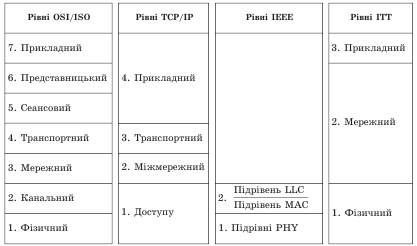 Рівні OSI/ISO
7. Прикладний
6. Представницький
5. Сеансовий
4. Транспортний
3. Мережний
2. Канальний
1. Фізичний
Рівні TCP/IP
4. Прикладний
3. Транспортний
2. Міжмережний
1. Доступу
Рівні IEEE
2. Підрівень LLC
Підрівень MAC
1. Підрівні PHY
Рівні ІТТ
3. Прикладний
2. Мережний
1. Фізичний